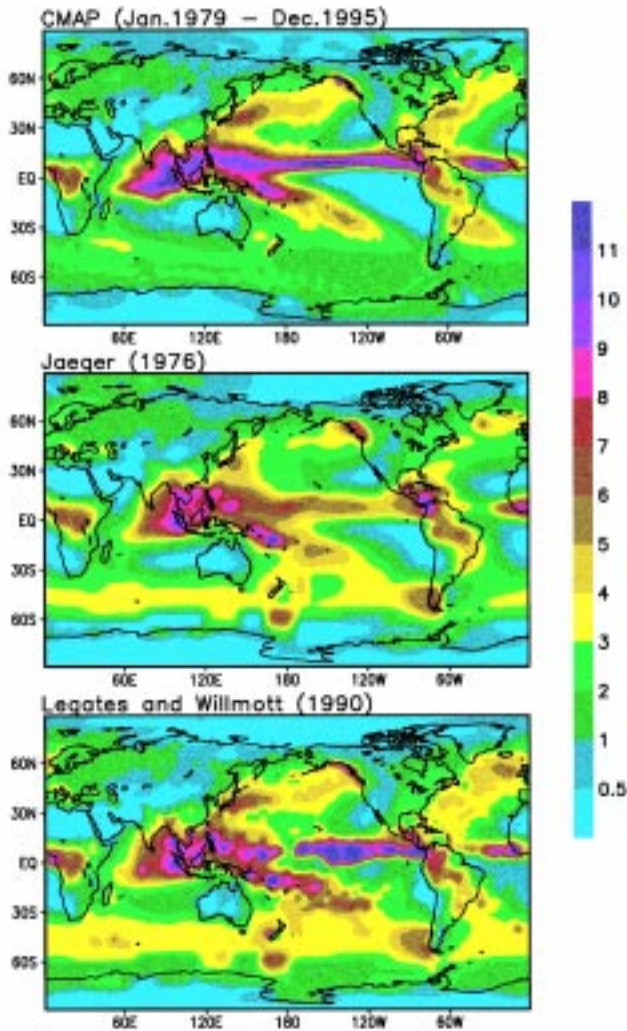 CMAP (Jan.1979 – Dec.1995)
60N
30N
EQ
30S
60S
60E 120E 180 120W 60W
Jaeger (1976)
60N
30N
EQ
30S
60S
60E 120E 180 120W 60W
Legates and Willmott (1990)
60N
30N
EQ
30S
60S
60E 120E 180 120W 60W
11
10
9
8
7
6
5
4
3
2
1
0.5